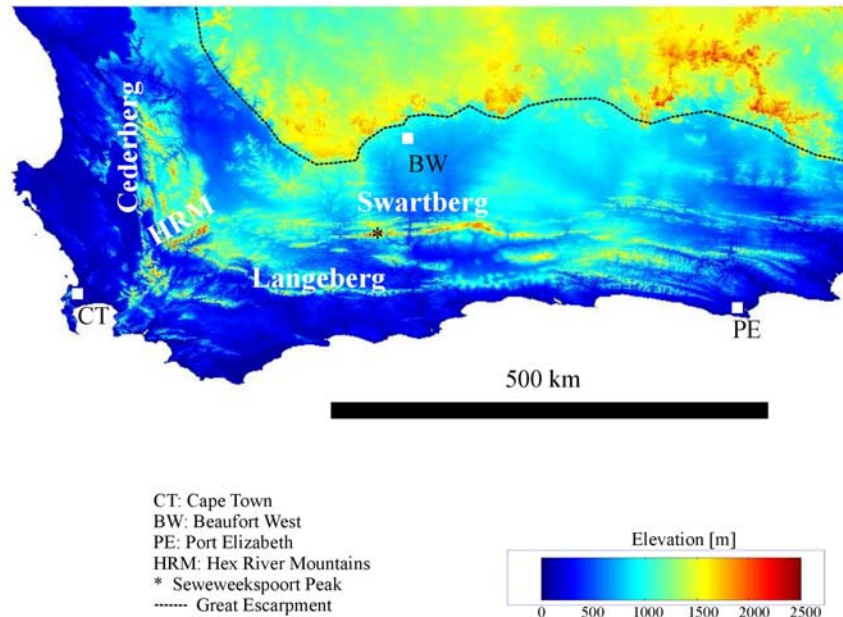 Cederberg
HRM
BW
Swartberg
*
Langeberg
CT
PE
500 km
CT: Cape Town
BW: Beaufort West
PE: Port Elizabeth
HRM: Hex River Mountains
* Seweweekspoort Peak
Great Escarpment
Elevation [m]
0 500 1000 1500 2000 2500